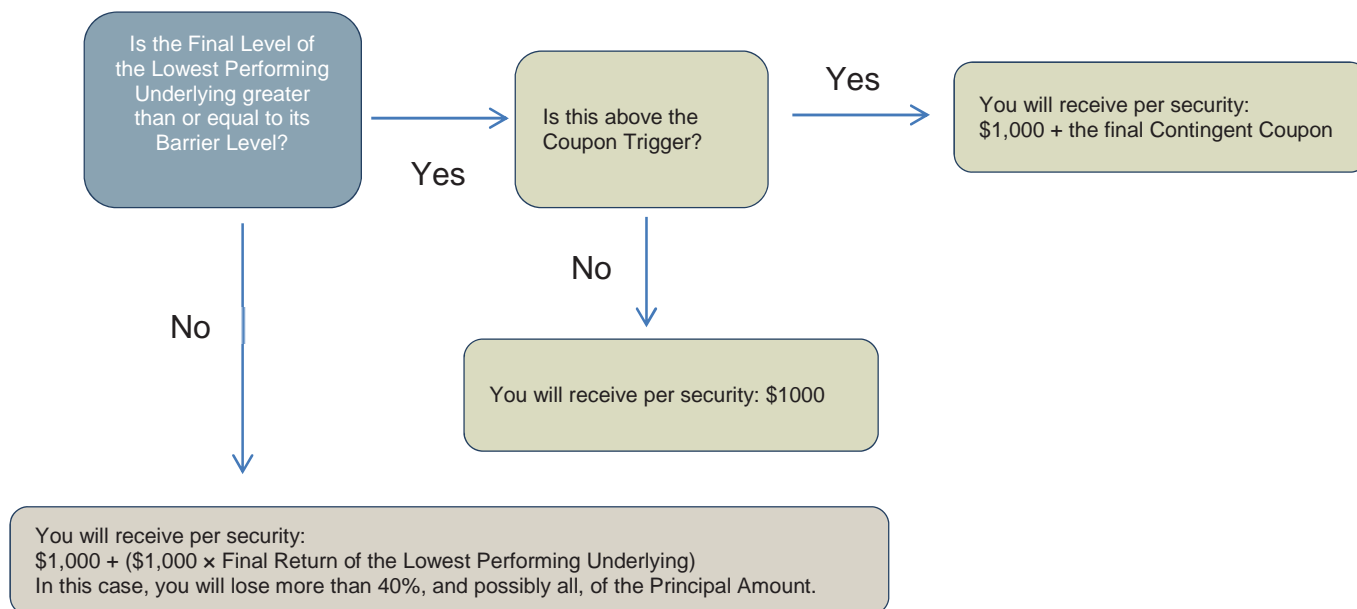 Is the Final Level of
the Lowest Performing
Underlying greater
than or equal to its
Barrier Level?
Yes
Is this above the
Coupon Trigger?
Yes
You will receive per security:
$1,000 + the final Contingent Coupon
No
No
You will receive per security: $1000
You will receive per security:
$1,000 + ($1,000 × Final Return of the Lowest Performing Underlying)
In this case, you will lose more than 40%, and possibly all, of the Principal Amount.